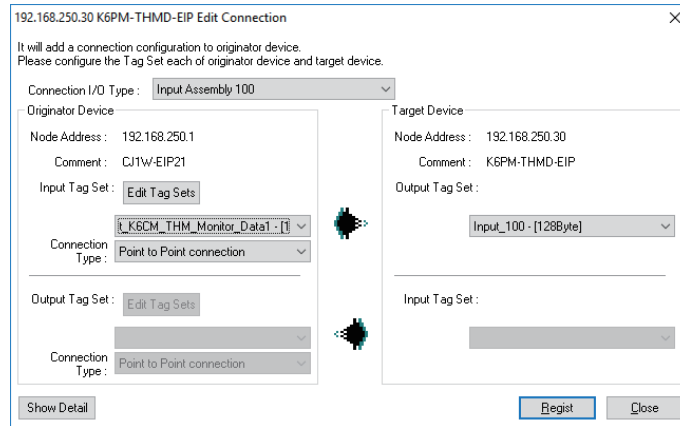 192.168.250.30 K6PM-THMD-EIP Edit Connection
It will add a connection configuration to originator device.
Please configure the Tag Set each of originator device and target device.
Connection I/O Type : Input Assembly 100
Originator Device
Node Address : 192.168.250.1
Comment : CJ1W-EIP21
Input Tag Set : Edit Tag Sets
t_K6CM_THM_Monitor_Data1 - [1
Connection Type : Point to Point connection
Output Tag Set : Edit Tag Sets
Connection Type : Point to Point connection
Target Device
Node Address : 192.168.250.30
Comment : K6PM-THMD-EIP
Output Tag Set :
Input_100 - [128Byte]
Input Tag Set :
Show Detail
Regist
Close